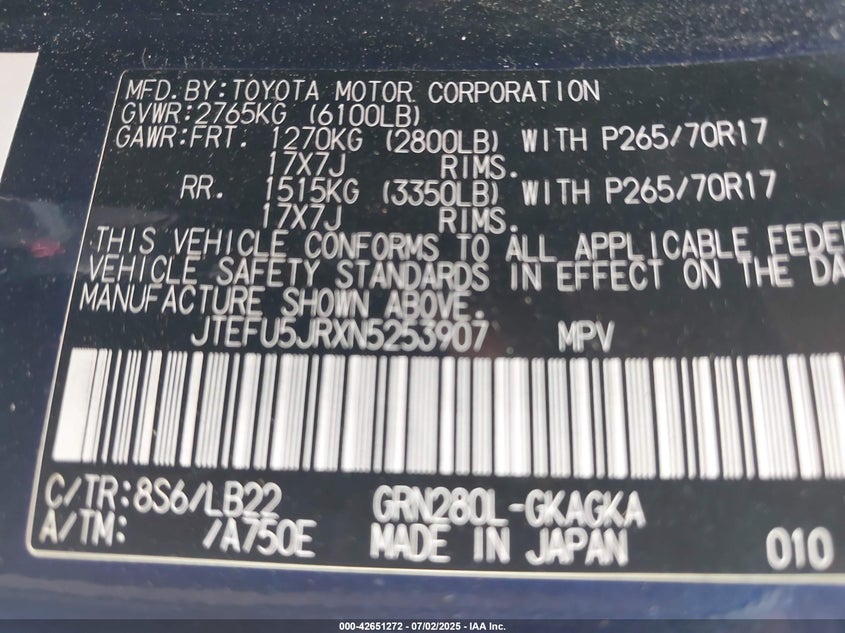 MFD.BY:TOYOTA MOTOR CORPORATION
GVWR:2765KG (6100LB)
GAWR:FRT. 1270KG (2800LB) WITH P265/70R17
17X7J RIMS.
RR. 1515KG (3350LB) WITH P265/70R17
17X7J RIMS.
THIS VEHICLE CONFORMS TO ALL APPLICABLE FEDE
VEHICLE SAFETY STANDARDS IN EFFECT ON THE DA
MANUFACTURE SHOWN ABOVE.
JTEFU5JRXN5253907 MPV
C/TR:8S6/LB22 GRN280L-GKAGKA
A/TM: /A750E MADE IN JAPAN 010
000-42651272 - 07/02/2025 - IAA Inc.